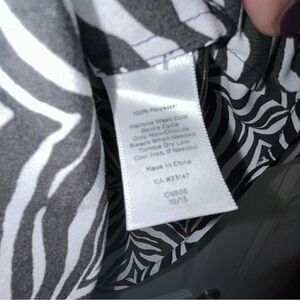 100% Polyester
Machine Wash Cold
Gentle Cycle
Only Non-Chlorine
Bleach When Needed
Tumble Dry Low
Cool Iron, If Needed
Made in China
CA #23147
CN808
10/13